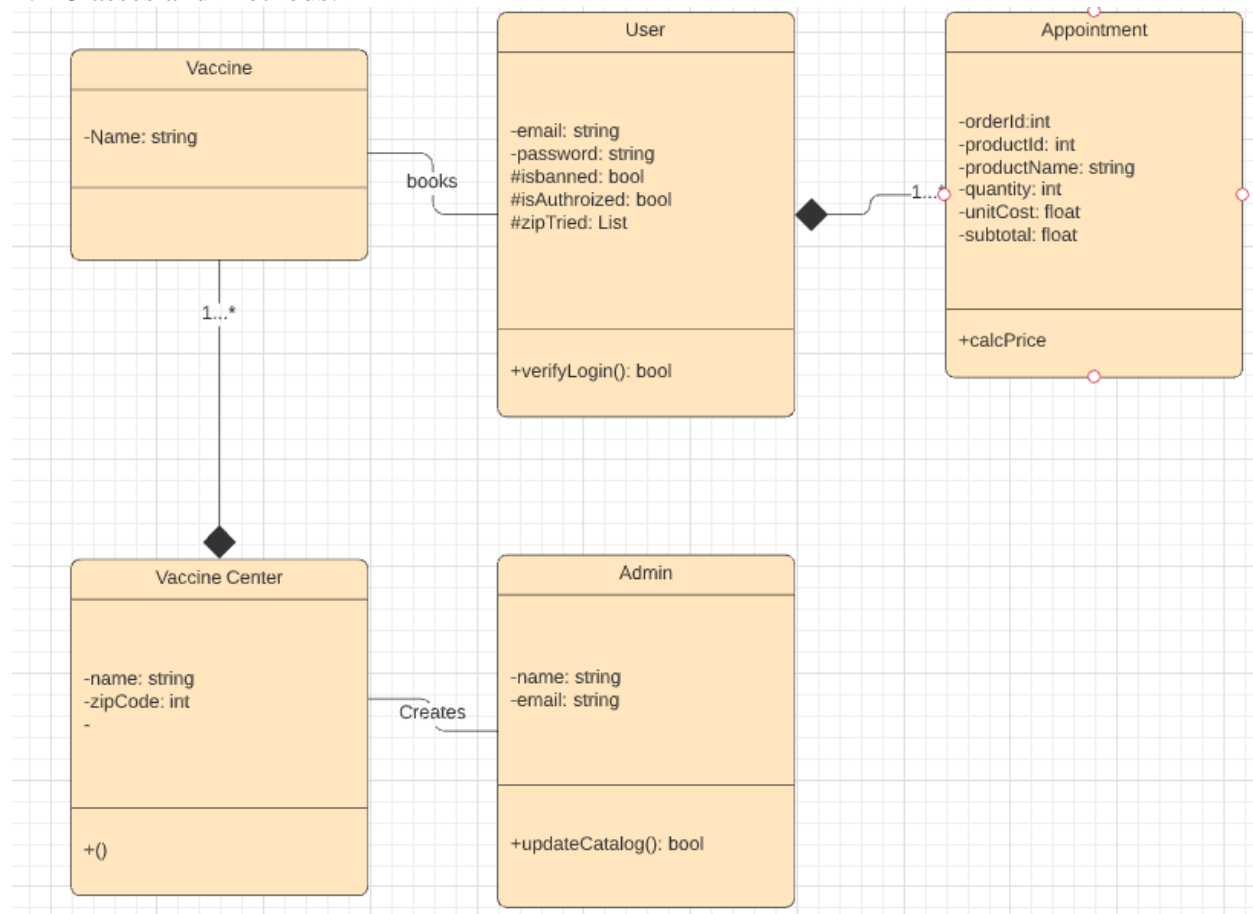 Vaccine
-Name: string
books
1...*
User
-email: string
-password: string
#isbanned: bool
#isAuthroized: bool
#zipTried: List
+verifyLogin(): bool
1...*
Appointment
-orderId:int
-productId: int
-productName: string
-quantity: int
-unitCost: float
-subtotal: float
+calcPrice
Vaccine Center
-name: string
-zipCode: int
-
+()
Creates
Admin
-name: string
-email: string
+updateCatalog(): bool